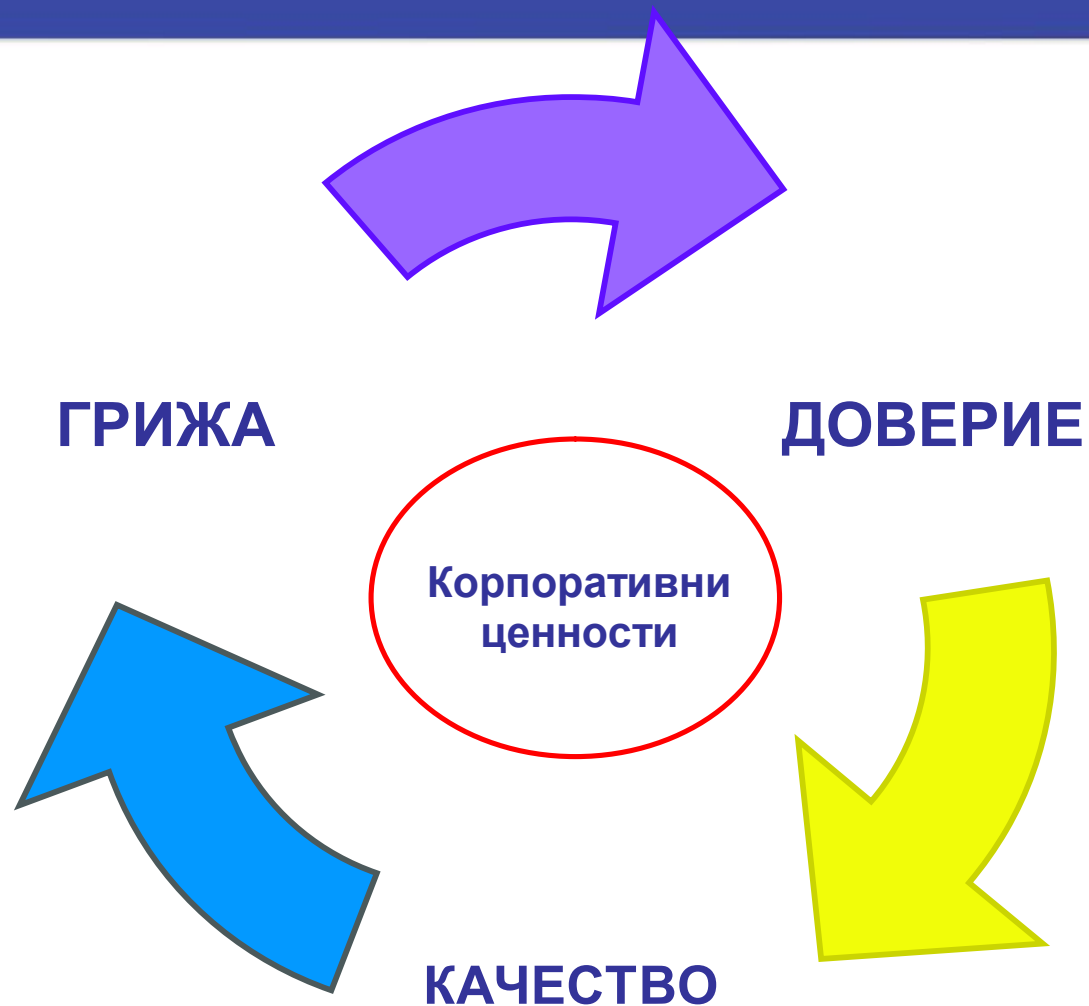 ГРИЖА
ДОВЕРИЕ
Корпоративни
ценности
КАЧЕСТВО